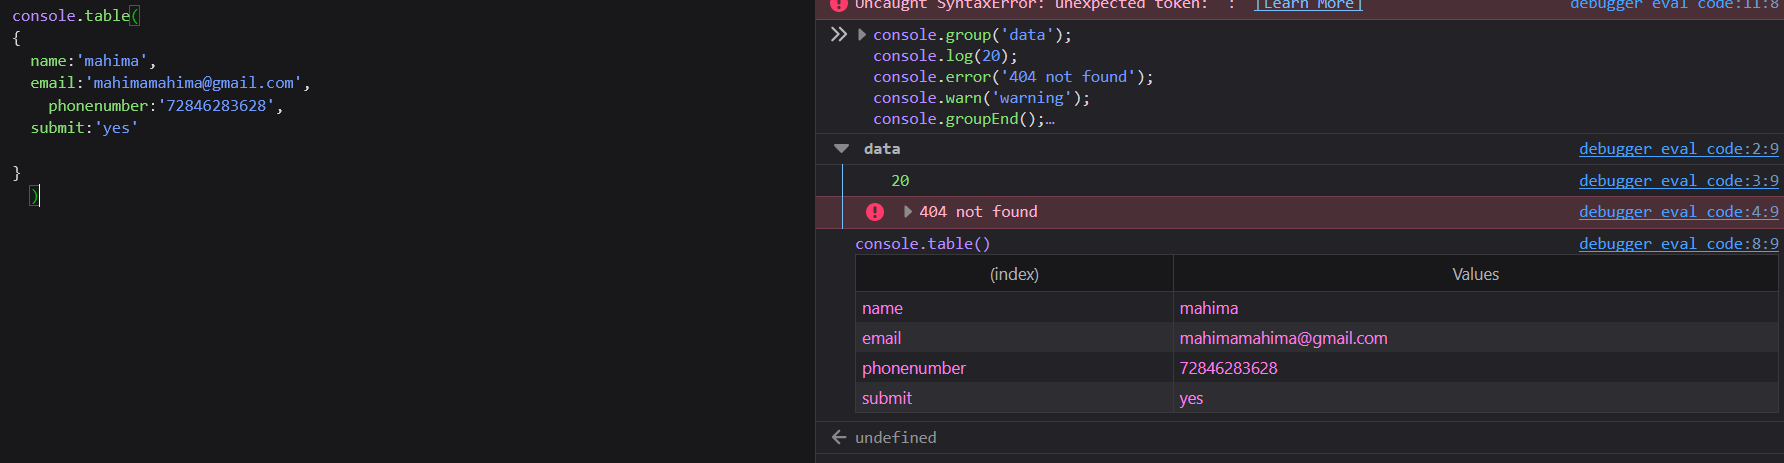 console.table(
{
name:'mahima',
email:'mahimamahima@gmail.com',
phonenumber:'72846283628',
submit:'yes'
}
)
Uncaught SyntaxError: unexpected token: ':' [Learn More] debugger eval code:11:8
console.group('data');
console.log(20);
console.error('404 not found');
console.warn('warning');
console.groupEnd();…
data debugger eval code:2:9
20 debugger eval code:3:9
404 not found debugger eval code:4:9
console.table() debugger eval code:8:9
(index) Values
name mahima
email mahimamahima@gmail.com
phonenumber 72846283628
submit yes
undefined